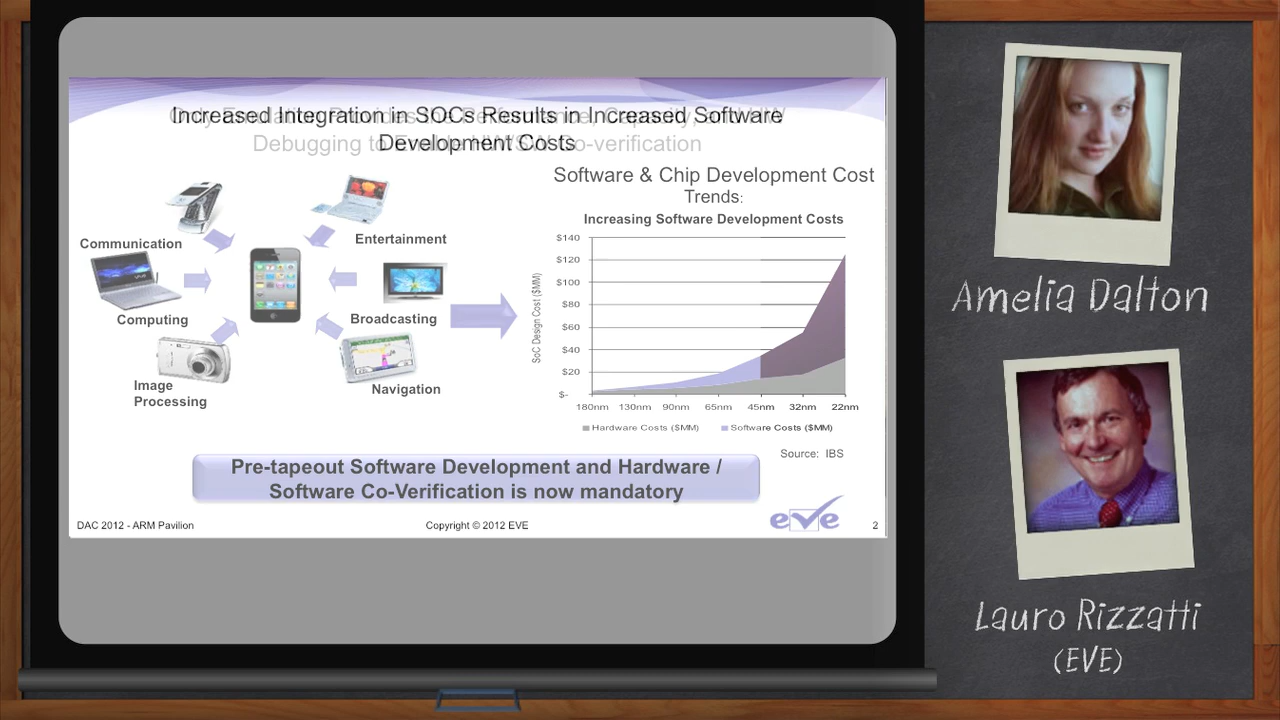 Increased Integration in SOCs Results in Increased Software
Development Costs
Debugging to
Co-verification
Software & Chip Development Cost
Trends:
Increasing Software Development Costs
Communication
Entertainment
Computing
Broadcasting
Image
Processing
Navigation
SoC Design Cost ($MM)
$140
$120
$100
$80
$60
$40
$20
$-
180nm 130nm 90nm 65nm 45nm 32nm 22nm
Hardware Costs ($MM) Software Costs ($MM)
Source: IBS
Pre-tapeout Software Development and Hardware /
Software Co-Verification is now mandatory
DAC 2012 - ARM Pavilion
Copyright © 2012 EVE
eve
2
Amelia Dalton
Lauro Rizzatti
(EVE)